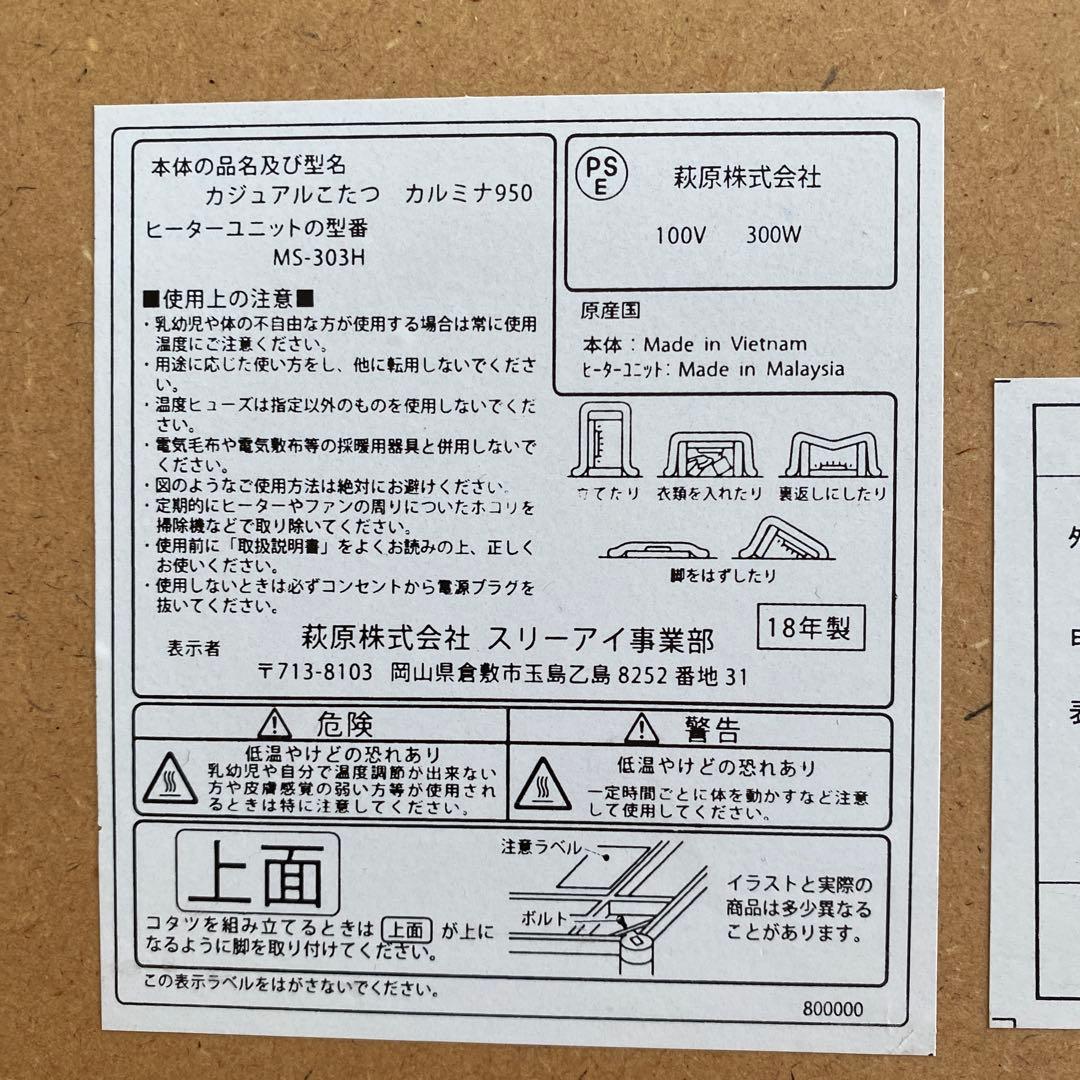 本体の品名及び型名
カジュアルこたつ カルミナ950
ヒーターユニットの型番
MS-303H
PS
E
萩原株式会社
100V 300W
原産国
本体：Made in Vietnam
ヒーターユニット：Made in Malaysia
■使用上の注意■
・乳幼児や体の不自由な方が使用する場合は常に使用
温度にご注意ください。
・用途に応じた使い方をし、他に転用しないでくださ
い。
・温度ヒューズは指定以外のものを使用しないでくだ
さい。
・電気毛布や電気敷布等の採暖用器具と併用しないで
ください。
・図のようなご使用方法は絶対にお避けください。
・定期的にヒーターやファンの周りについたホコリを
掃除機などで取り除いてください。
・使用前に「取扱説明書」をよくお読みの上、正しく
お使いください。
・使用しないときは必ずコンセントから電源プラグを
抜いてください。
立てたり 衣類を入れたり 裏返しにしたり
脚をはずしたり
表示者 萩原株式会社 スリーアイ事業部
18年製
〒713-8103 岡山県倉敷市玉島乙島8252番地31
危険
低温やけどの恐れあり
乳幼児や自分で温度調節が出来ない
方や皮膚感覚の弱い方等が使用され
るときは特に注意してください。
警告
低温やけどの恐れあり
一定時間ごとに体を動かすなど注意
して使用してください。
上面
コタツを組み立てるときは 上面 が上に
なるように脚を取り付けてください。
注意ラベル
ボルト
イラストと実際の
商品は多少異なる
ことがあります。
この表示ラベルをはがさないでください。
800000